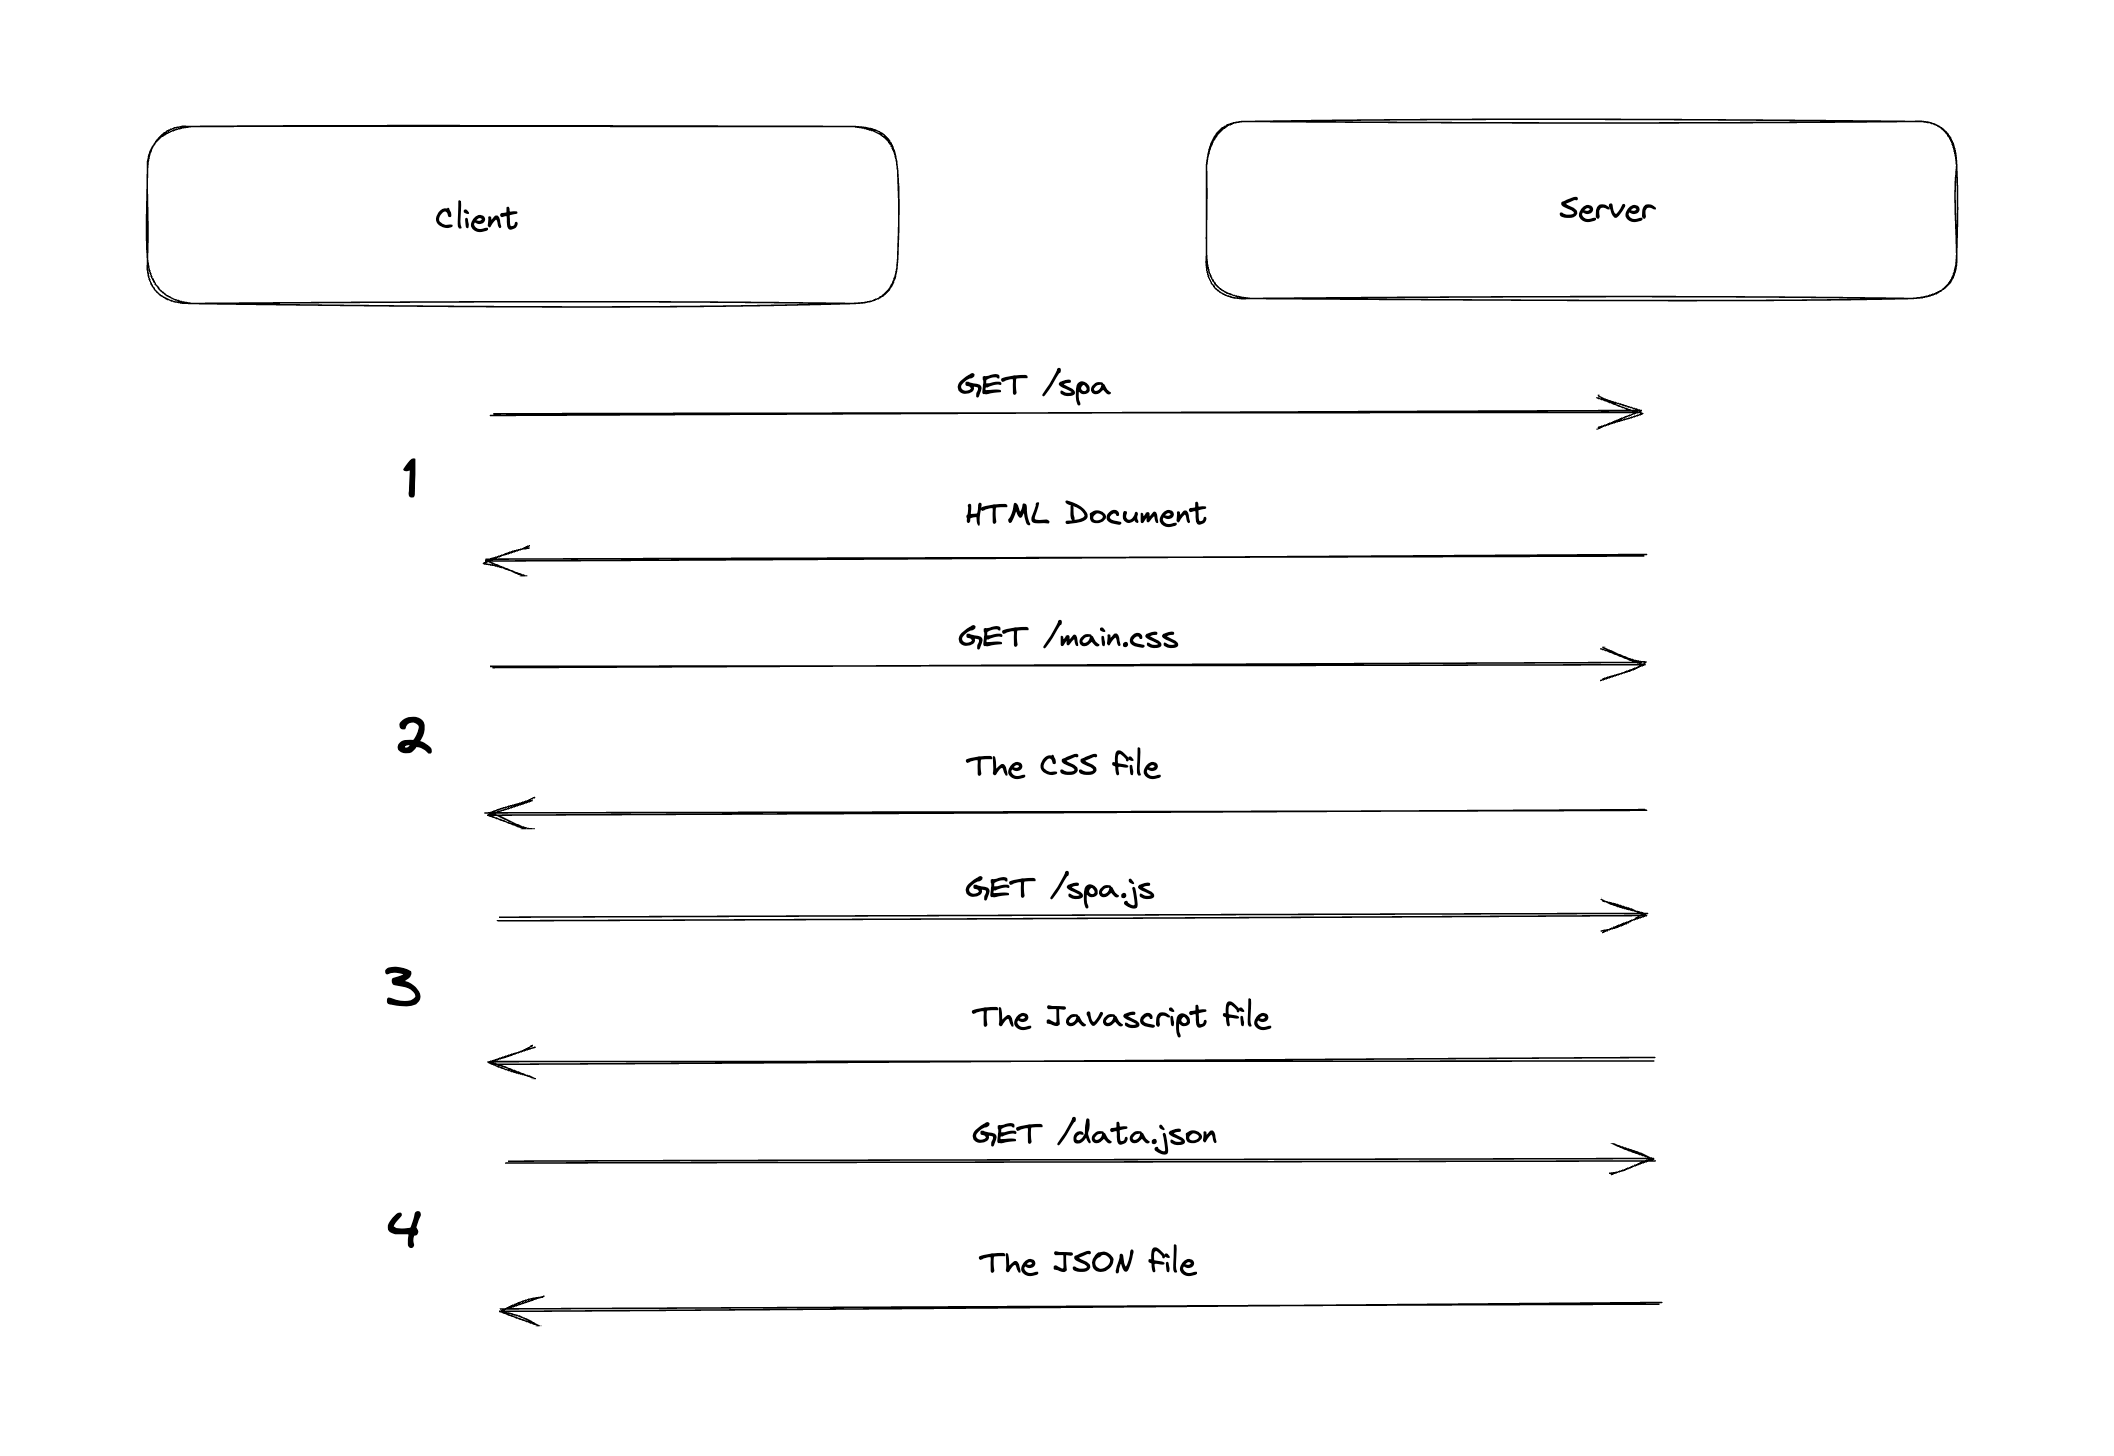 Client
Server
GET /spa
1
HTML Document
GET /main.css
2
The CSS file
GET /spa.js
3
The Javascript file
GET /data.json
4
The JSON file